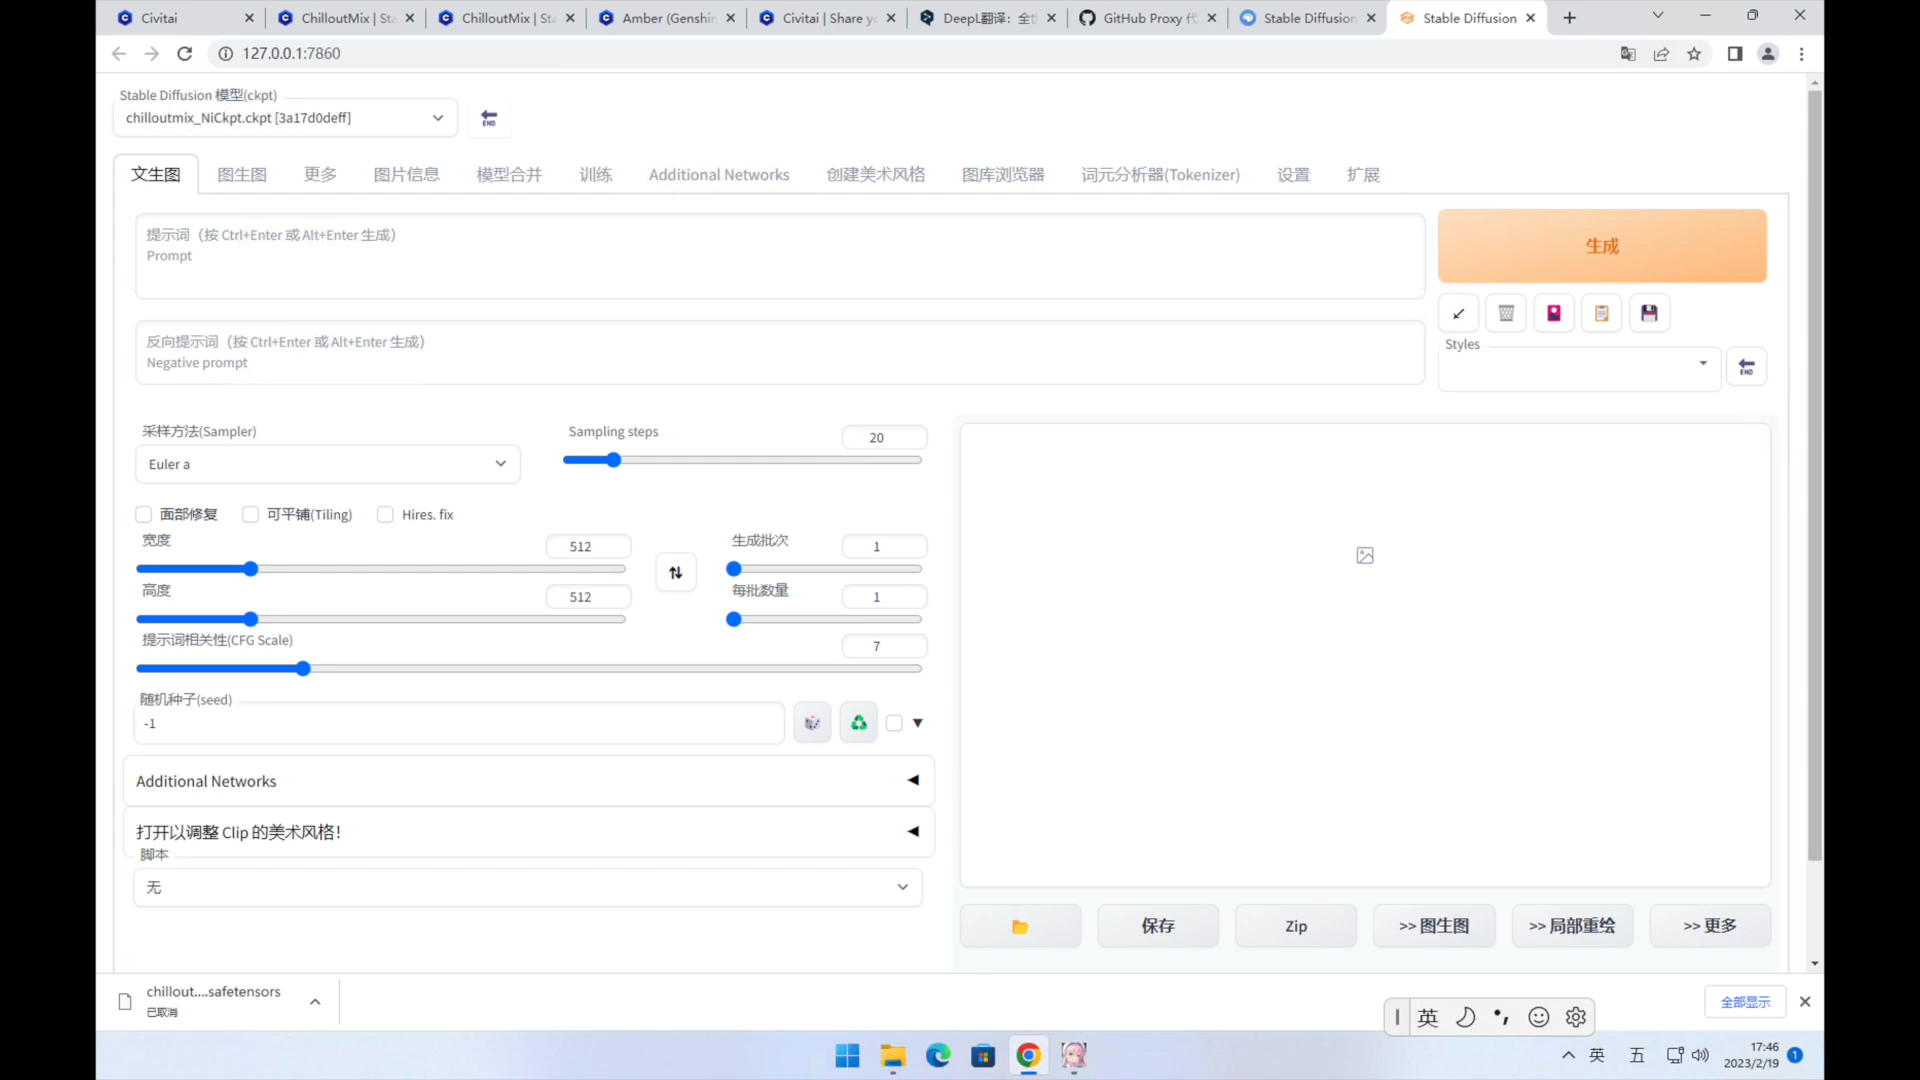 Civitai
ChilloutMix | Sta
ChilloutMix | Sta
Amber (Genshin
Civitai | Share yo
DeepL翻译：全世
GitHub Proxy 代
Stable Diffusion
Stable Diffusion
127.0.0.1:7860
Stable Diffusion 模型(ckpt)
chilloutmix_NiCkpt.ckpt [3a17d0deff]
END
文生图
图生图
更多
图片信息
模型合并
训练
Additional Networks
创建美术风格
图库浏览器
词元分析器(Tokenizer)
设置
扩展
提示词（按 Ctrl+Enter 或 Alt+Enter 生成）
Prompt
生成
反向提示词（按 Ctrl+Enter 或 Alt+Enter 生成）
Negative prompt
Styles
END
采样方法(Sampler)
Euler a
Sampling steps
20
面部修复
可平铺(Tiling)
Hires. fix
宽度
512
生成批次
1
高度
512
每批数量
1
提示词相关性(CFG Scale)
7
随机种子(seed)
-1
Additional Networks
打开以调整 Clip 的美术风格！
脚本
无
保存
Zip
>> 图生图
>> 局部重绘
>> 更多
chillout....safetensors
已取消
英
全部显示
英
五
17:46
2023/2/19
1